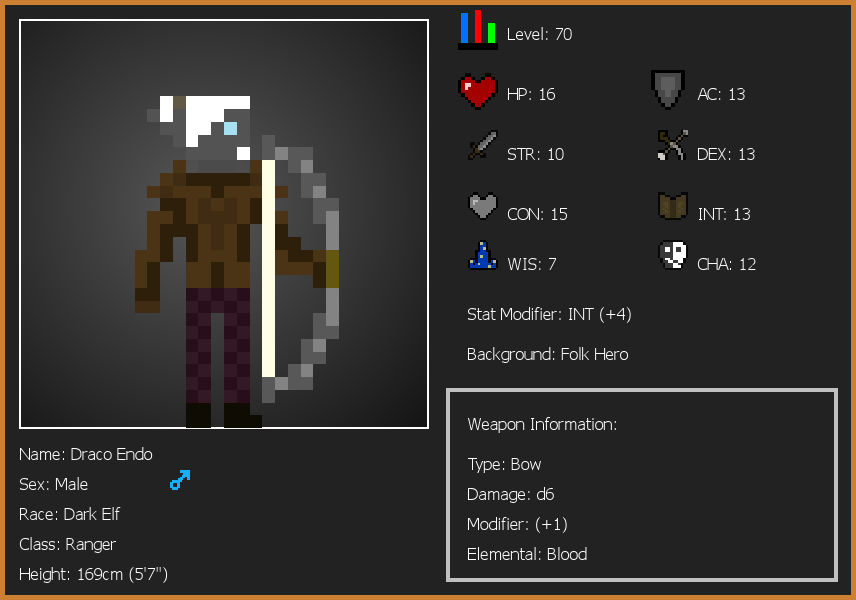 Level: 70
HP: 16
AC: 13
STR: 10
DEX: 13
CON: 15
INT: 13
WIS: 7
CHA: 12
Stat Modifier: INT (+4)
Background: Folk Hero
Weapon Information:
Type: Bow
Damage: d6
Modifier: (+1)
Elemental: Blood
Name: Draco Endo
Sex: Male
Race: Dark Elf
Class: Ranger
Height: 169cm (5'7")